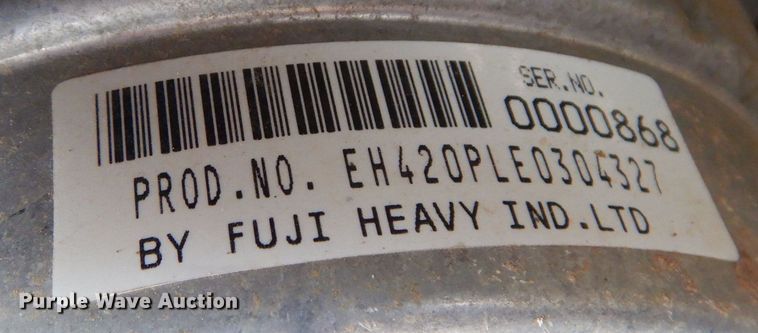 SER.NO.
0000868
PROD.NO. EH420PLE0304327
BY FUJI HEAVY IND.LTD
Purple Wave Auction